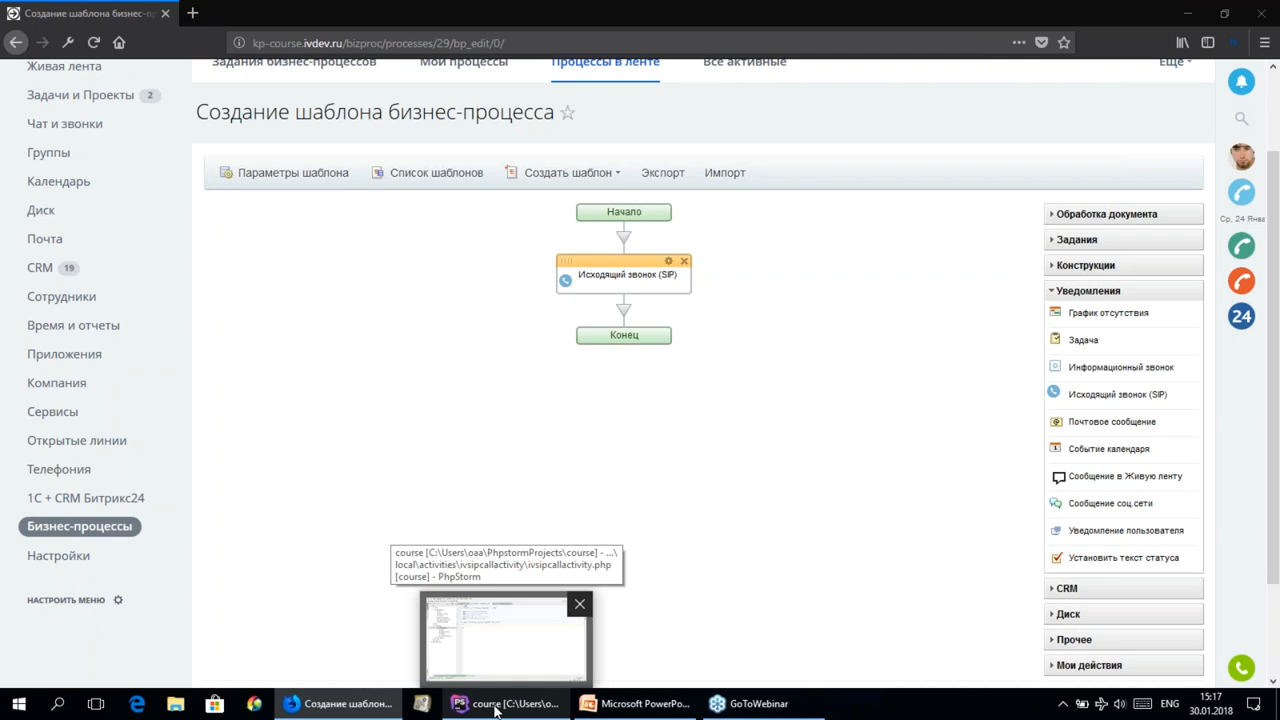 Создание шаблона бизнес-п
kp-course.ivdev.ru/bizproc/processes/29/bp_edit/0/
Живая лента
Задачи и Проекты 2
Чат и звонки
Группы
Календарь
Диск
Почта
CRM 19
Сотрудники
Время и отчеты
Приложения
Компания
Сервисы
Открытые линии
Телефония
1С + CRM Битрикс24
Бизнес-процессы
Настройки
НАСТРОИТЬ МЕНЮ
Задания бизнес-процессов Мои процессы Процессы в ленте Все активные Еще
Создание шаблона бизнес-процесса
Параметры шаблона Список шаблонов Создать шаблон Экспорт Импорт
Начало
Исходящий звонок (SIP)
Конец
Обработка документа
Задания
Конструкции
Уведомления
График отсутствия
Задача
Информационный звонок
Исходящий звонок (SIP)
Почтовое сообщение
Событие календаря
Сообщение в Живую ленту
Сообщение соц.сети
Уведомление пользователя
Установить текст статуса
CRM
Диск
Прочее
Мои действия
Ср, 24 Янва
24
course [C:\Users\oaa\PhpstormProjects\course] - ...\
local\activities\ivsipcallactivity\ivsipcallactivity.php
[course] - PhpStorm
Создание шаблон... PS course [C:\Users\o... Microsoft PowerPo... GoToWebinar
ENG
15:17
30.01.2018